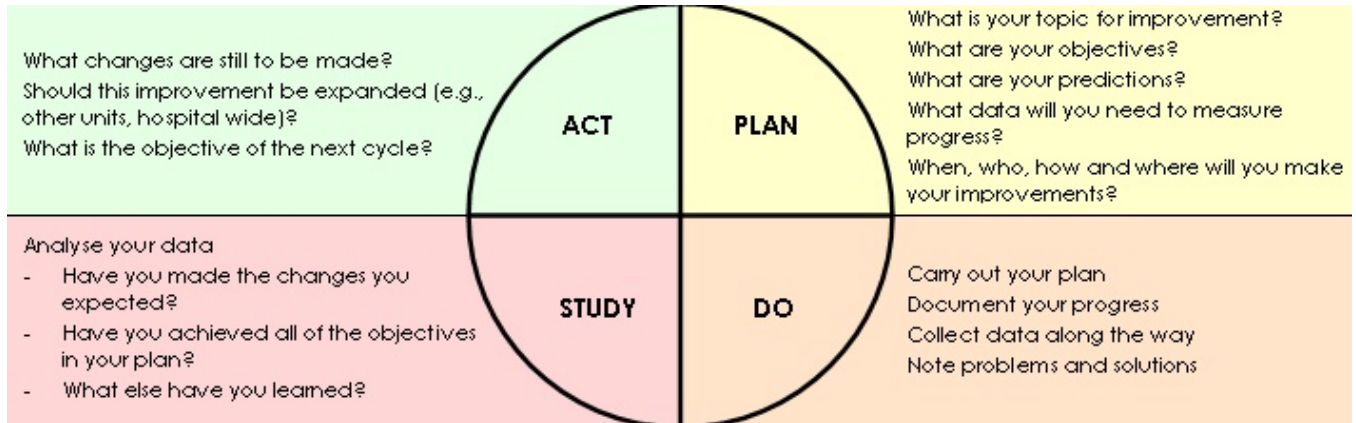 What changes are still to be made?
Should this improvement be expanded (e.g.,
other units, hospital wide)?
What is the objective of the next cycle?
ACT
PLAN
What is your topic for improvement?
What are your objectives?
What are your predictions?
What data will you need to measure
progress?
When, who, how and where will you make
your improvements?
Analyse your data
- Have you made the changes you
expected?
- Have you achieved all of the objectives
in your plan?
- What else have you learned?
STUDY
DO
Carry out your plan
Document your progress
Collect data along the way
Note problems and solutions